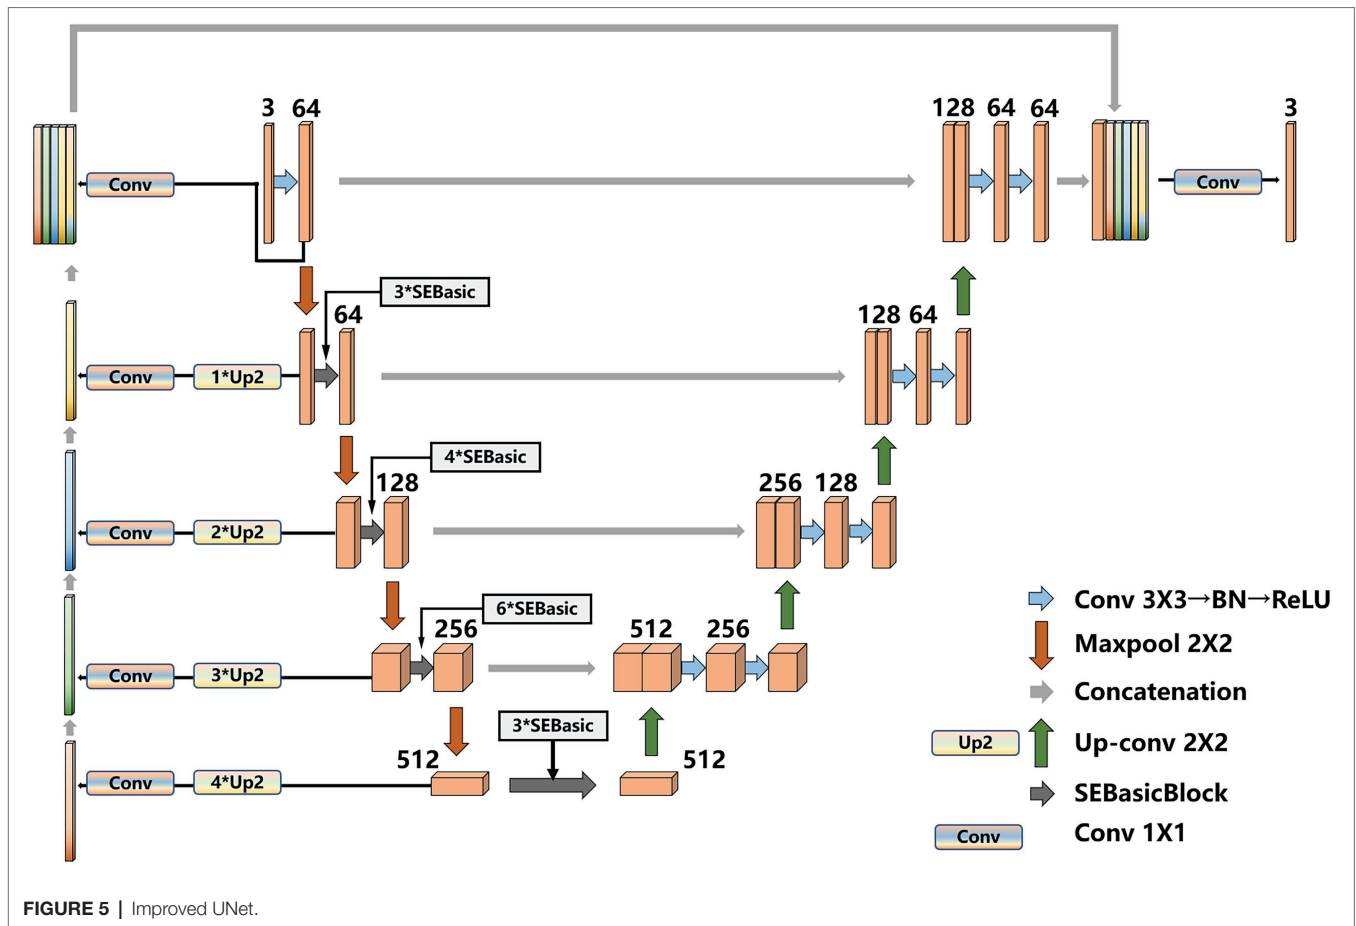 3 64
128 64 64
3
Conv
Conv
3*SEBasic
64
128 64
Conv 1*Up2
4*SEBasic
128
256 128
Conv 2*Up2
6*SEBasic
256
512 256
Conv 3*Up2
3*SEBasic
512
512
Conv 4*Up2
Conv 3X3→BN→ReLU
Maxpool 2X2
Concatenation
Up2 Up-conv 2X2
SEBasicBlock
Conv Conv 1X1
FIGURE 5 | Improved UNet.